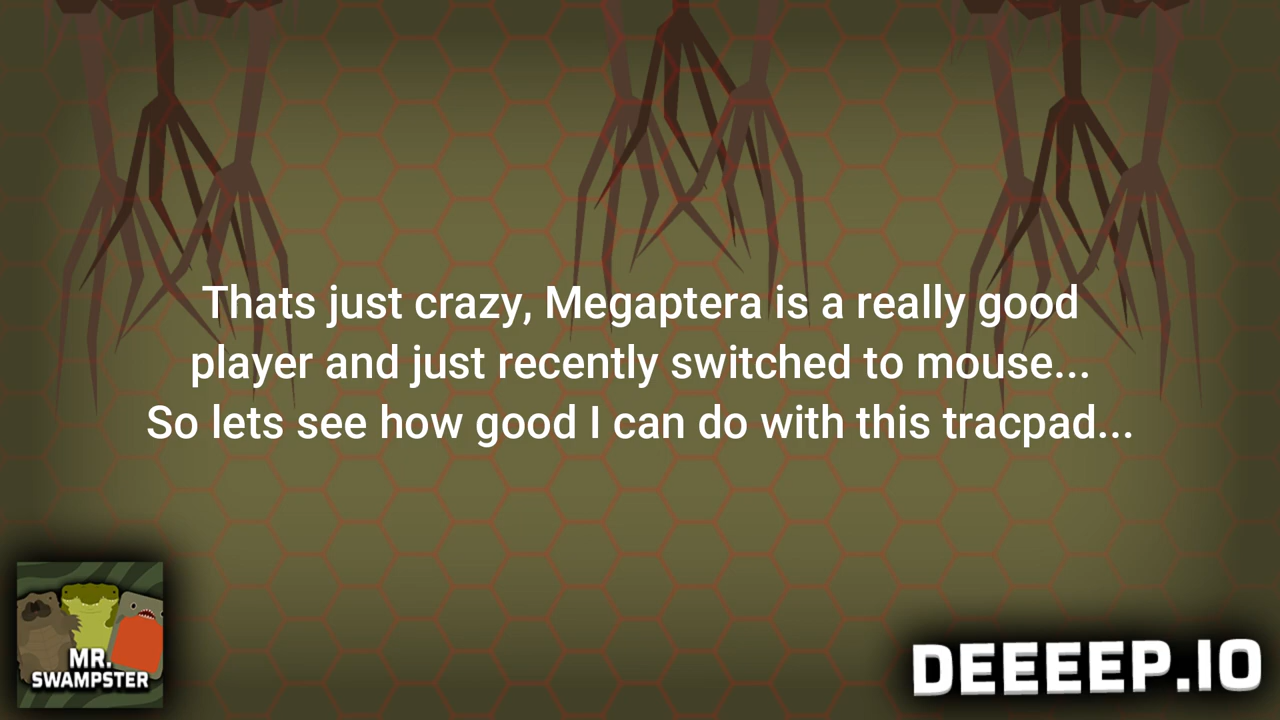 Thats just crazy, Megaptera is a really good
player and just recently switched to mouse...
So lets see how good I can do with this tracpad...
MR.
SWAMPSTER
DEEEEP.IO